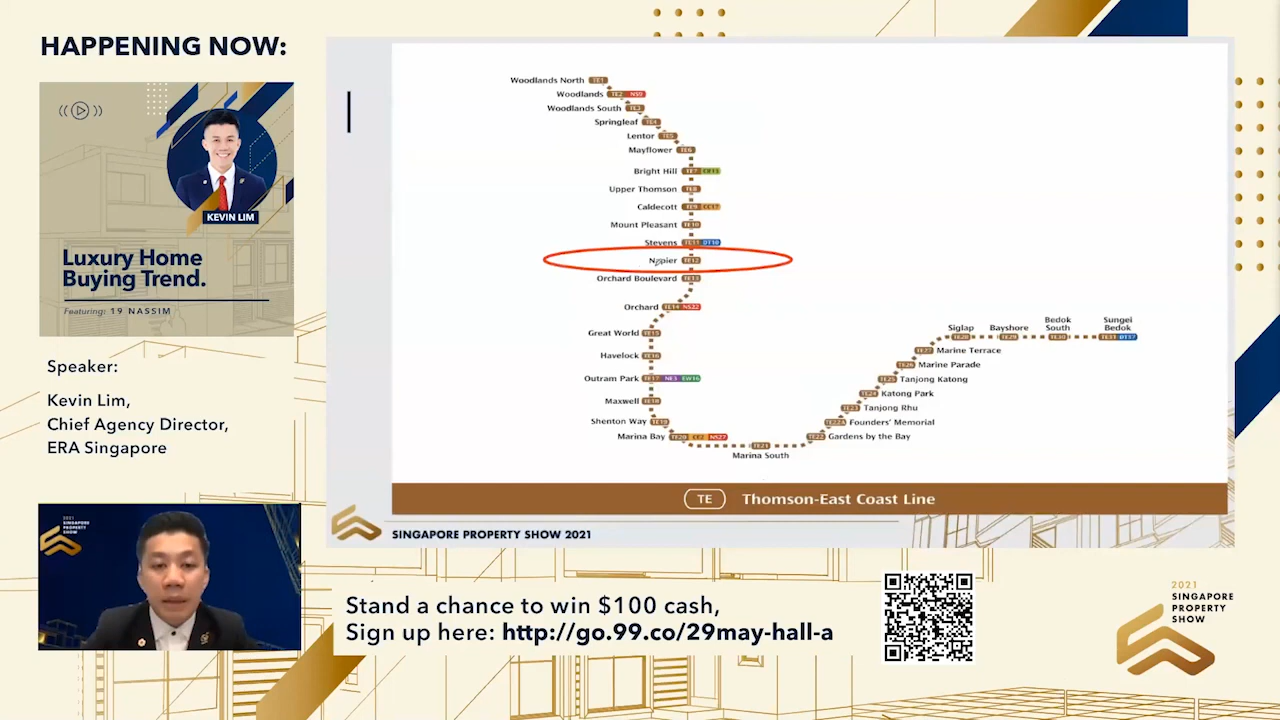 HAPPENING NOW:
KEVIN LIM
Luxury Home
Buying Trend.
Featuring: 19 NASSIM
Speaker:
Kevin Lim,
Chief Agency Director,
ERA Singapore
2021
SINGAPORE
PROPERTY
SHOW
Woodlands North TE1
Woodlands TE2 NS9
Woodlands South TE3
Springleaf TE4
Lentor TE5
Mayflower TE6
Bright Hill TE7
Upper Thomson TE8
Caldecott TE9
Mount Pleasant TE10
Stevens TE11 DT10
Napier TE12
Orchard Boulevard TE13
Orchard TE14 NS22
Great World TE15
Havelock TE16
Outram Park TE17 NE3 EW16
Maxwell TE18
Shenton Way TE19
Marina Bay TE20 CE2 NS27
TE21
Marina South
TE22 Gardens by the Bay
TE22A Founders' Memorial
TE23 Tanjong Rhu
TE24 Katong Park
TE25 Tanjong Katong
TE26 Marine Parade
TE27 Marine Terrace
Siglap
TE28
Bayshore
TE29
Bedok
South
TE30
Sungei
Bedok
TE31 DT37
TE Thomson-East Coast Line
SINGAPORE PROPERTY SHOW 2021
Stand a chance to win $100 cash,
Sign up here: http://go.99.co/29may-hall-a
2021
SINGAPORE
PROPERTY
SHOW